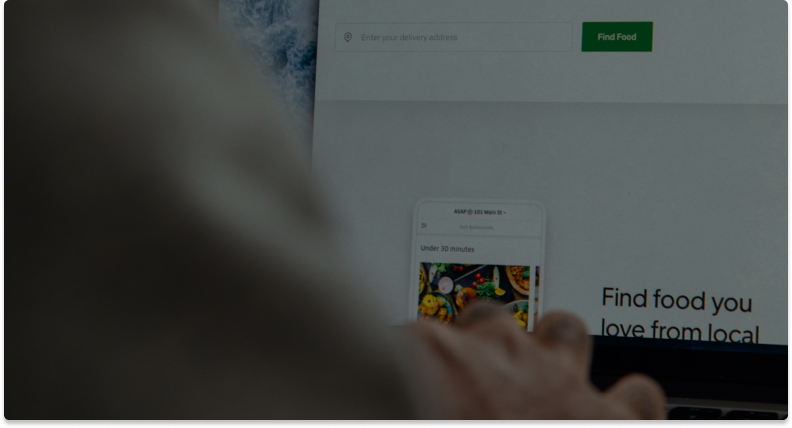 Enter your delivery address
Find Food
ASAP @ 101 Main St
Under 30 minutes
Find food you
love from local